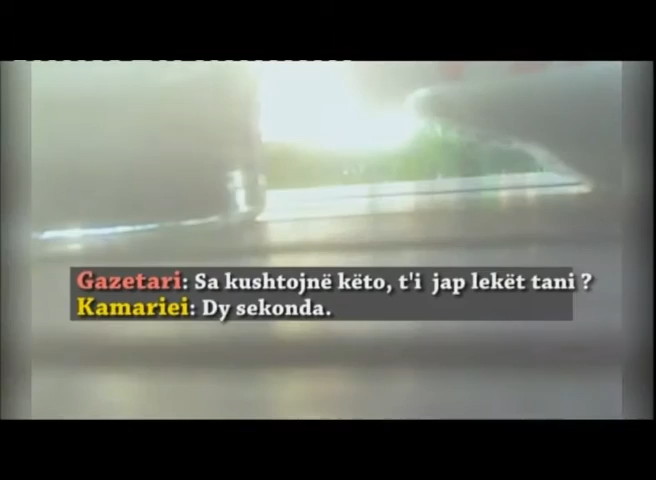 Gazetari: Sa kushtojnë këto, t'i jap lekët tani ?
Kamariei: Dy sekonda.